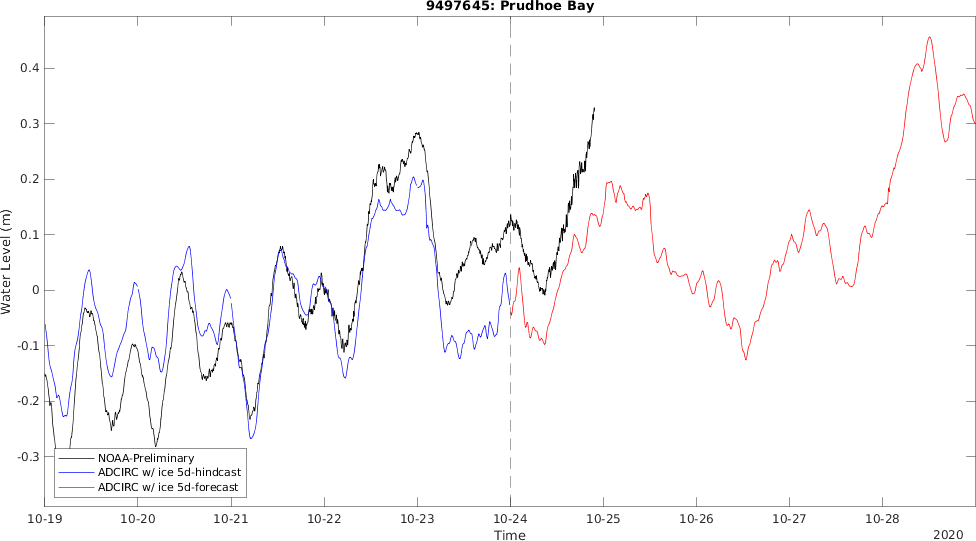 9497645: Prudhoe Bay
Water Level (m)
0.4
0.3
0.2
0.1
0
-0.1
-0.2
-0.3
NOAA-Preliminary
ADCIRC w/ ice 5d-hindcast
ADCIRC w/ ice 5d-forecast
10-19 10-20 10-21 10-22 10-23 10-24 10-25 10-26 10-27 10-28
Time
2020